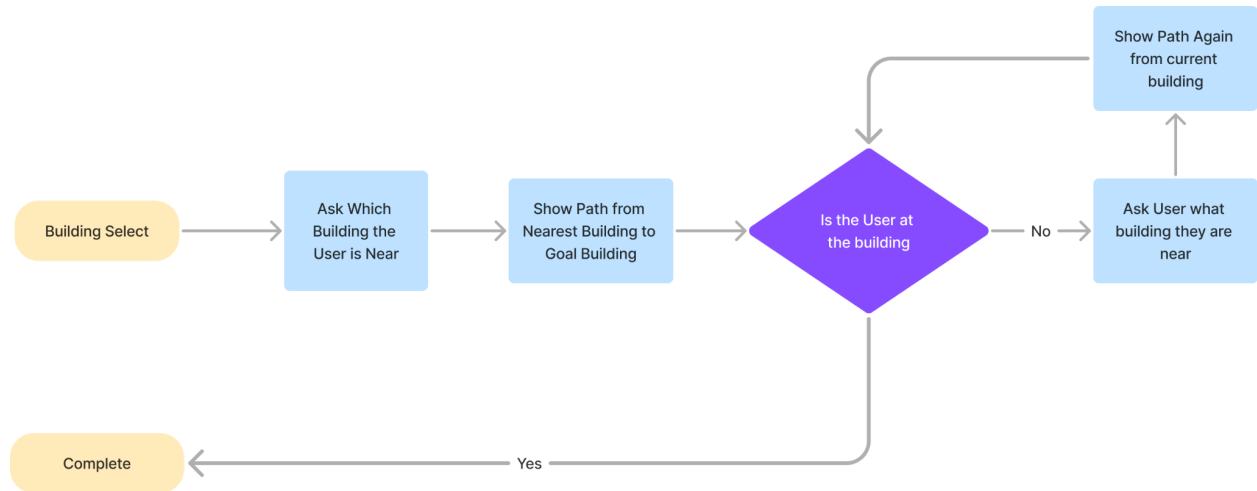 Building Select
Ask Which
Building the
User is Near
Show Path from
Nearest Building to
Goal Building
Is the User at
the building
No
Ask User what
building they are
near
Show Path Again
from current
building
Yes
Complete